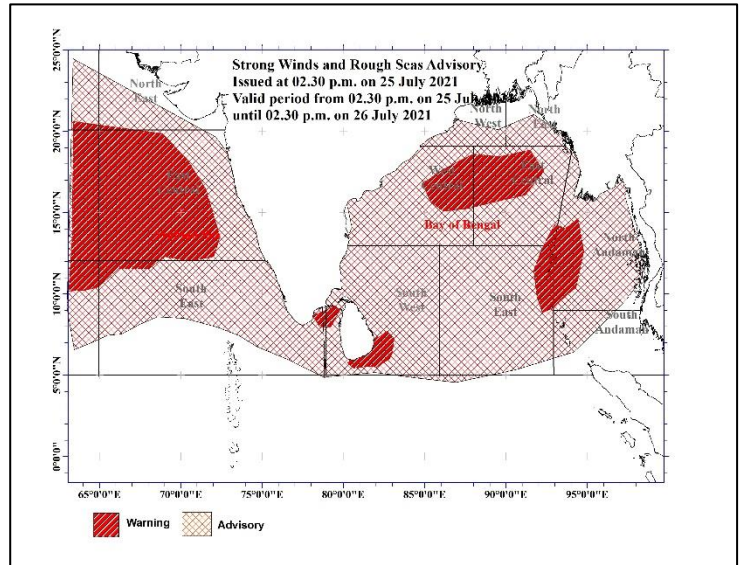 Strong Winds and Rough Seas Advisory
Issued at 02.30 p.m. on 25 July 2021
Valid period from 02.30 p.m. on 25 July
until 02.30 p.m. on 26 July 2021
North
East
North
West
North
East
East
Central
West
Central
East
Central
Bay of Bengal
North
Andaman
South
East
South
West
South
East
South
Andaman
25°0'0"N
20°0'0"N
15°0'0"N
10°0'0"N
5°0'0"N
0°0'0"
65°0'0"E
70°0'0"E
75°0'0"E
80°0'0"E
85°0'0"E
90°0'0"E
95°0'0"E
Warning
Advisory